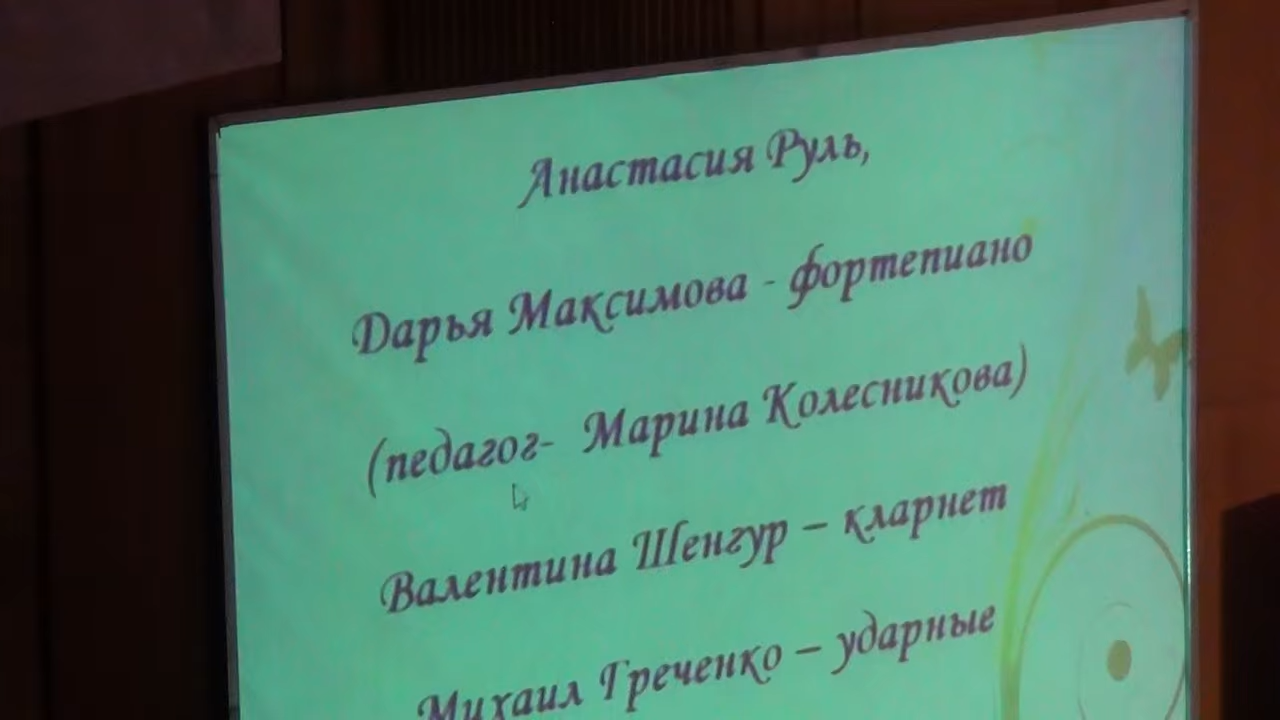 Анастасия Руль,
Дарья Максимова - фортепиано
(педагог- Марина Колесникова)
Валентина Шенгур – кларнет
Михаил Греченко – ударные